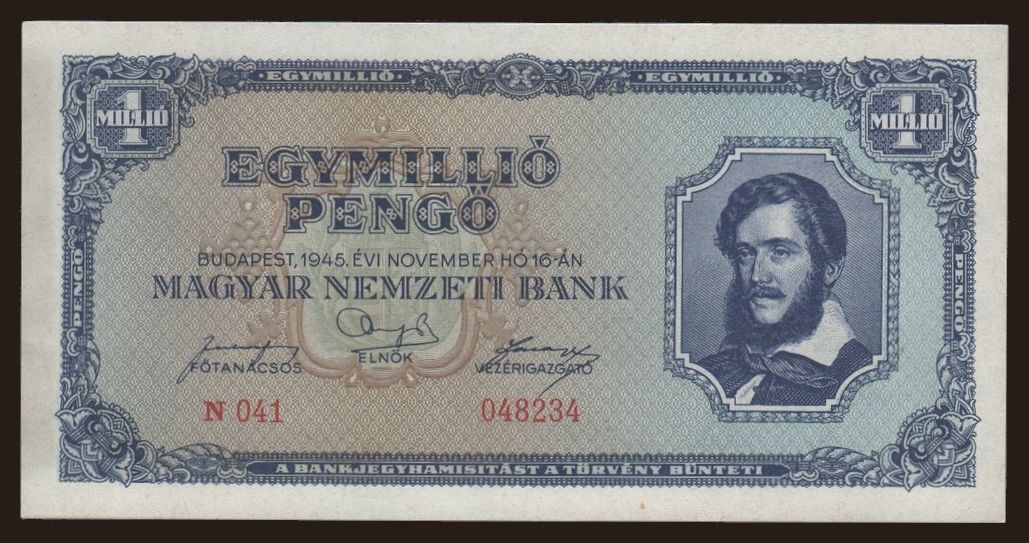 EGYMILLIÓ
EGYMILLIÓ
1 MILLIÓ
1 MILLIÓ
EGYMILLIÓ
PENGŐ
BUDAPEST, 1945. ÉVI NOVEMBER HÓ 16-ÁN
MAGYAR NEMZETI BANK
FŐTANÁCSOS
ELNÖK
VEZÉRIGAZGATÓ
N 041
048234
PENGŐ
PENGŐ
A BANKJEGYHAMISITÁST A TÖRVÉNY BÜNTETI